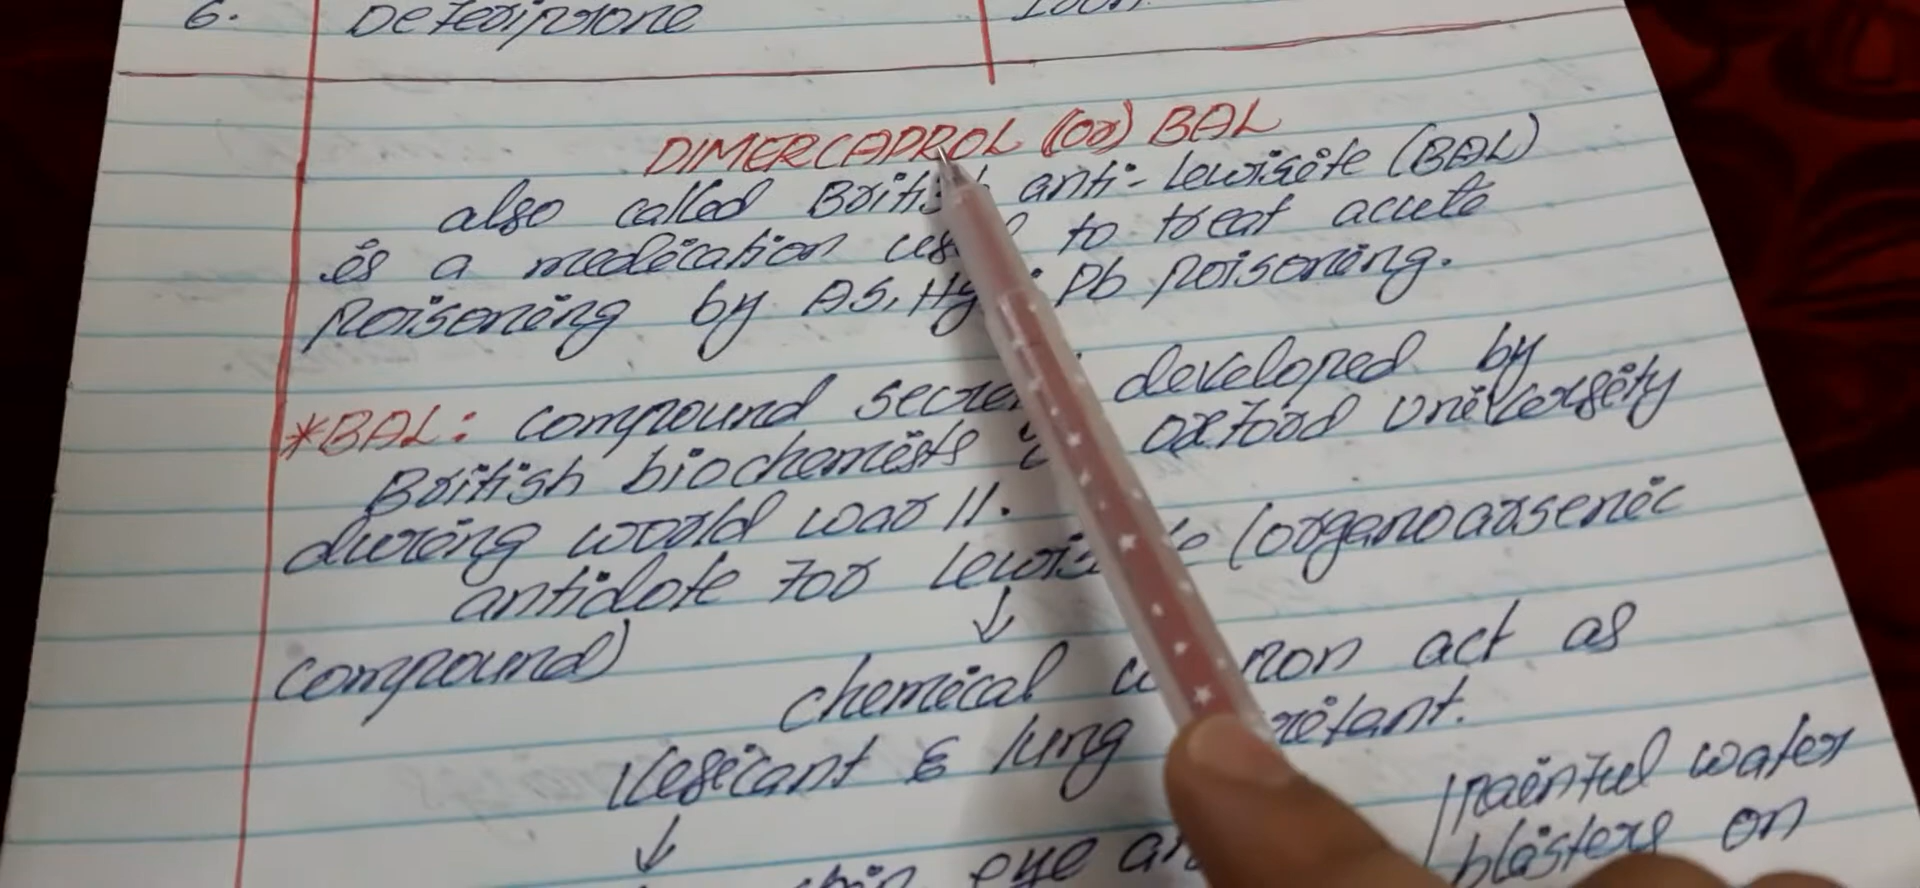 6. Deferiprone
DIMERCAPROL (or) BAL
also called British anti-Lewisite (BAL)
is a medication used to treat acute
poisoning by AS, Hg, Pb poisoning.
*BAL: compound developed by
British biochemists Oxford University
during world war II.
antidote for (organoarsenic
compound)
↓
chemical act as
Vesicant & lung
↓
painful water
eye
blisters on